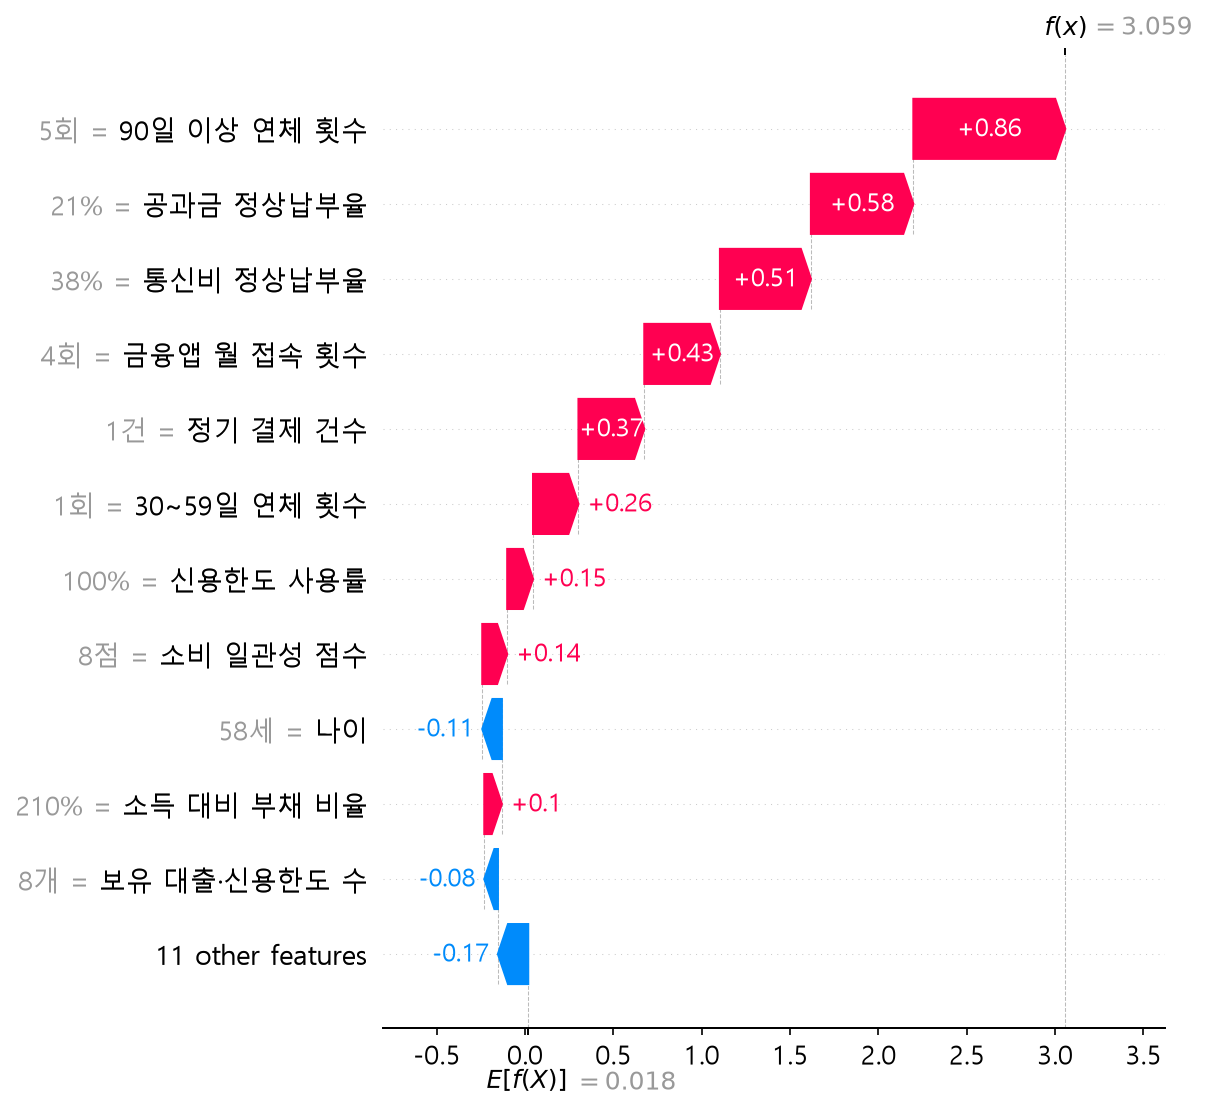 f(x) = 3.059
5회 = 90일 이상 연체 횟수
+0.86
21% = 공과금 정상납부율
+0.58
38% = 통신비 정상납부율
+0.51
4회 = 금융앱 월 접속 횟수
+0.43
1건 = 정기 결제 건수
+0.37
1회 = 30~59일 연체 횟수
+0.26
100% = 신용한도 사용률
+0.15
8점 = 소비 일관성 점수
+0.14
58세 = 나이
-0.11
210% = 소득 대비 부채 비율
+0.1
8개 = 보유 대출·신용한도 수
-0.08
11 other features
-0.17
-0.5 0.0 0.5 1.0 1.5 2.0 2.5 3.0 3.5
E[f(X)] = 0.018